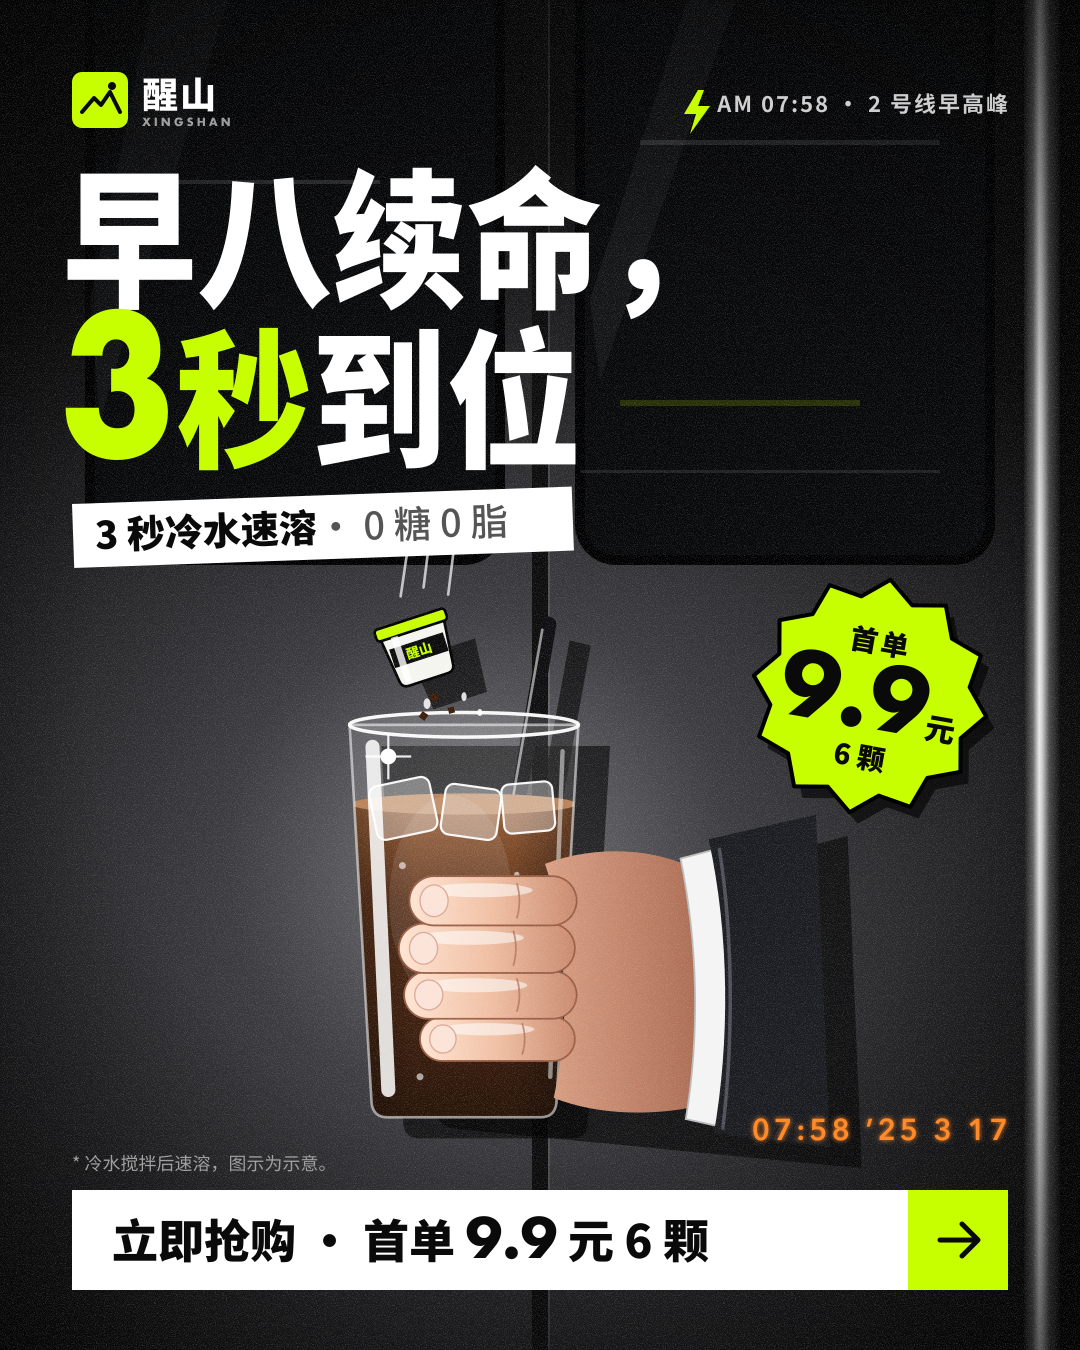 醒山
XINGSHAN
AM 07:58 · 2 号线早高峰
早八续命，
3秒到位
3 秒冷水速溶 · 0 糖 0 脂
醒山
首单
9.9元
6 颗
07:58 ’25 3 17
* 冷水搅拌后速溶，图示为示意。
立即抢购 · 首单 9.9 元 6 颗